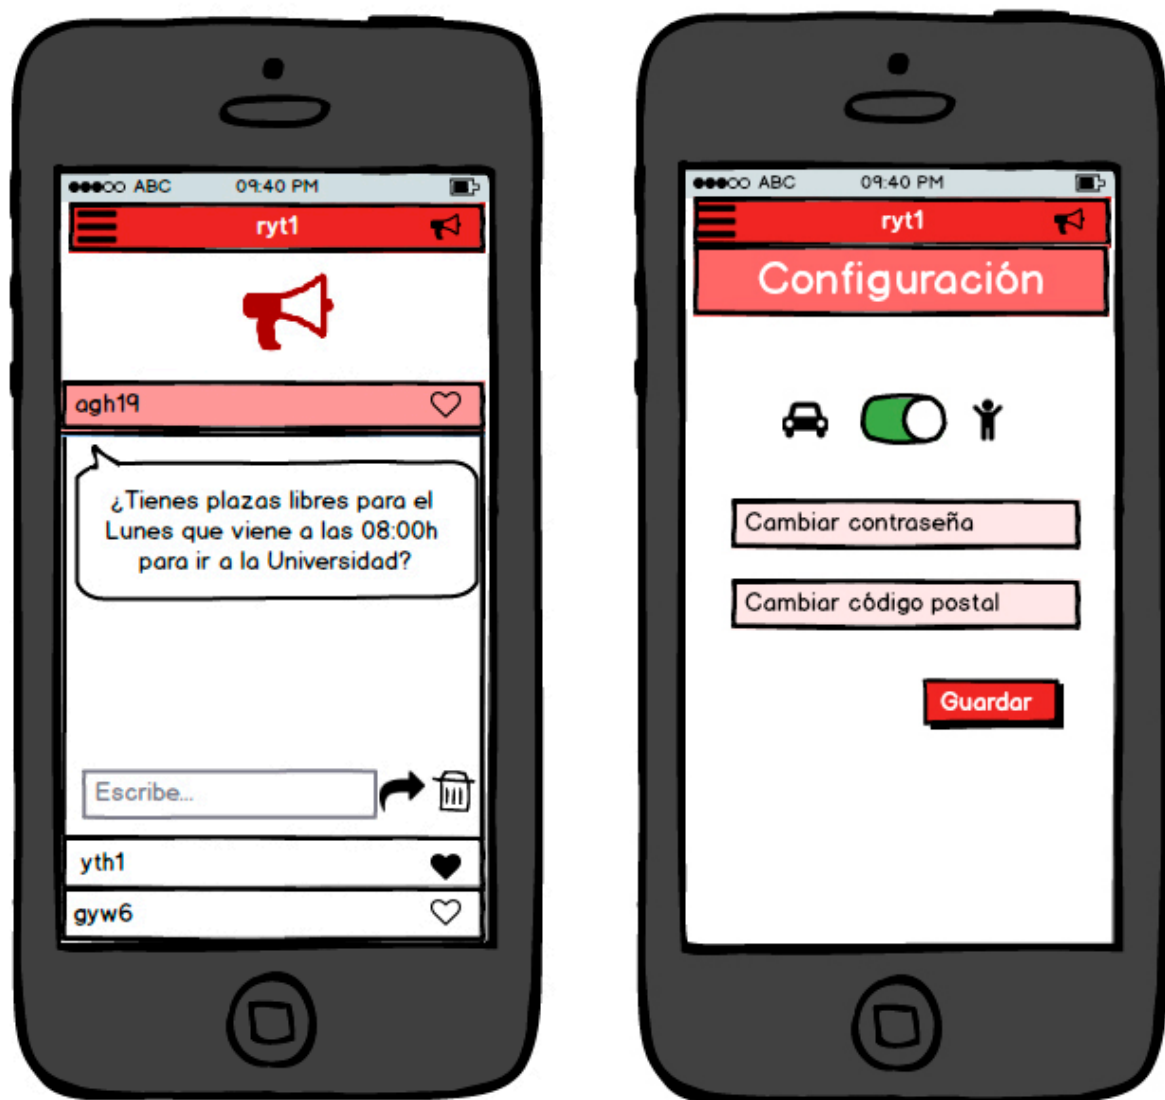 ABC 09:40 PM
ryt1
agh19
¿Tienes plazas libres para el
Lunes que viene a las 08:00h
para ir a la Universidad?
Escribe...
yth1
gyw6
ABC 09:40 PM
ryt1
Configuración
Cambiar contraseña
Cambiar código postal
Guardar